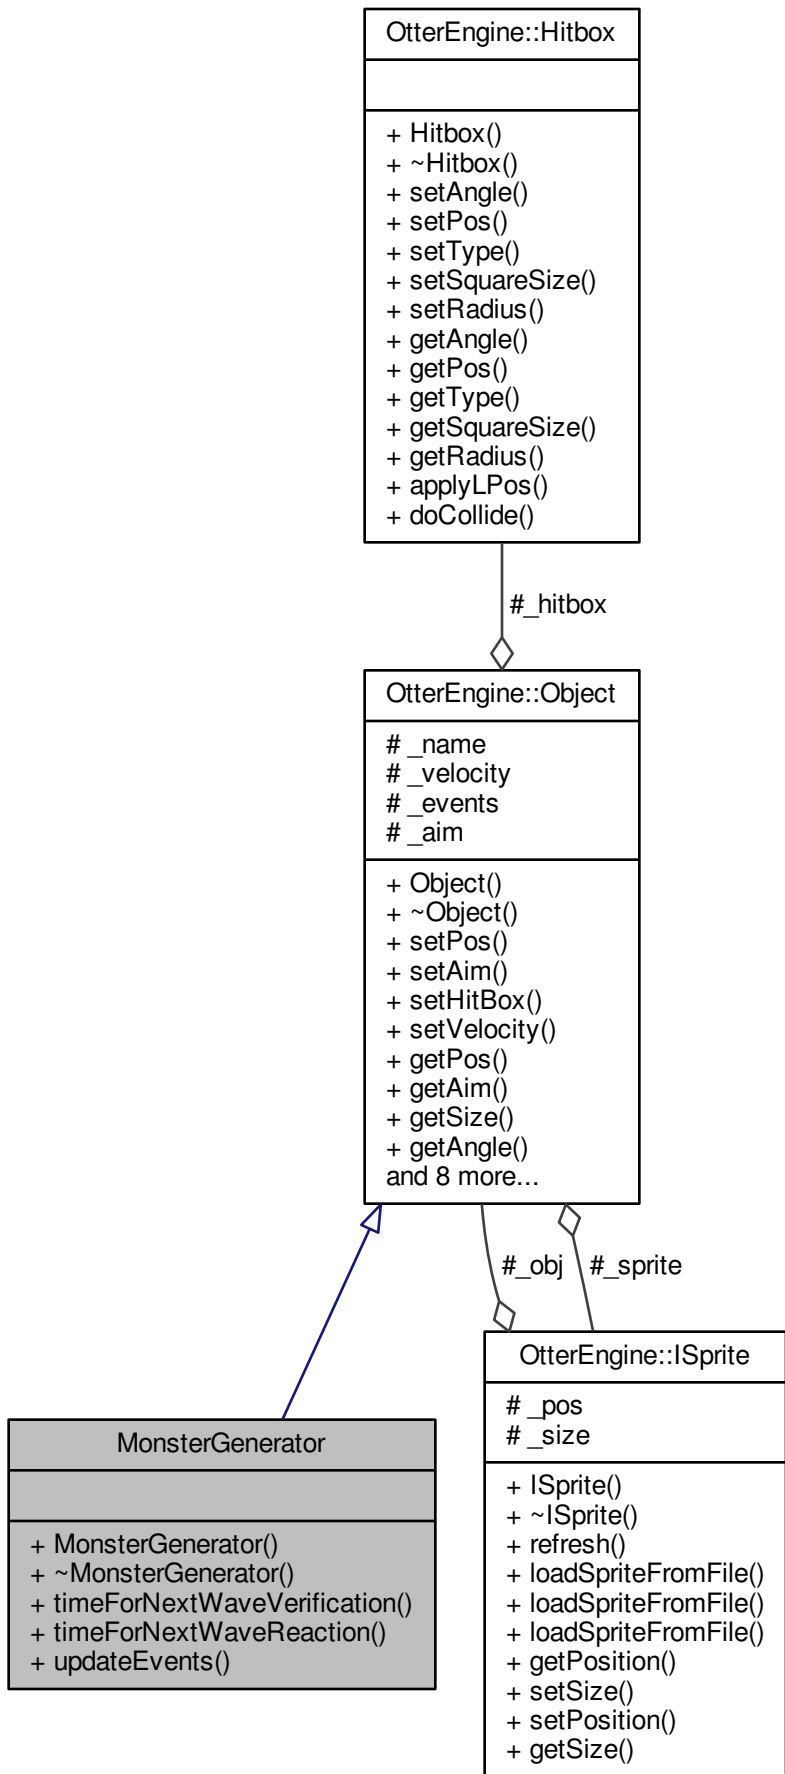 OtterEngine::Hitbox
+ Hitbox()
+ ~Hitbox()
+ setAngle()
+ setPos()
+ setType()
+ setSquareSize()
+ setRadius()
+ getAngle()
+ getPos()
+ getType()
+ getSquareSize()
+ getRadius()
+ applyLPos()
+ doCollide()
#_hitbox
OtterEngine::Object
# _name
# _velocity
# _events
# _aim
+ Object()
+ ~Object()
+ setPos()
+ setAim()
+ setHitBox()
+ setVelocity()
+ getPos()
+ getAim()
+ getSize()
+ getAngle()
and 8 more...
#_obj
#_sprite
MonsterGenerator
+ MonsterGenerator()
+ ~MonsterGenerator()
+ timeForNextWaveVerification()
+ timeForNextWaveReaction()
+ updateEvents()
OtterEngine::ISprite
# _pos
# _size
+ ISprite()
+ ~ISprite()
+ refresh()
+ loadSpriteFromFile()
+ loadSpriteFromFile()
+ loadSpriteFromFile()
+ getPosition()
+ setSize()
+ setPosition()
+ getSize()